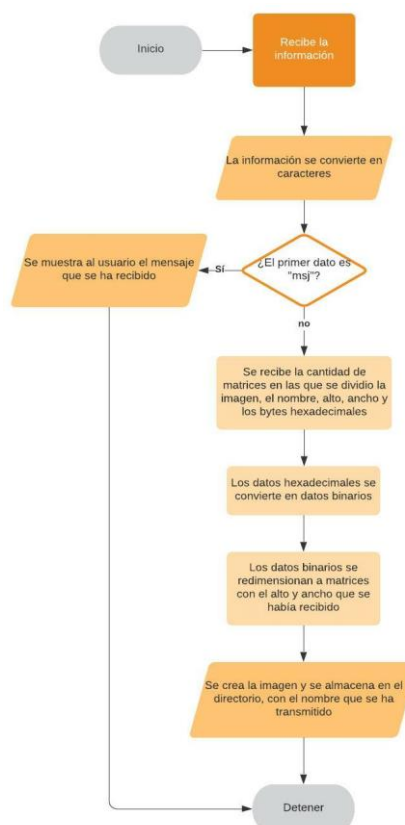 Inicio
Recibe la
información
La información se convierte en
caracteres
¿El primer dato es
"msj"?
Sí
Se muestra al usuario el mensaje
que se ha recibido
no
Se recibe la cantidad de
matrices en las que se dividio la
imagen, el nombre, alto, ancho y
los bytes hexadecimales
Los datos hexadecimales se
convierte en datos binarios
Los datos binarios se
redimensionan a matrices
con el alto y ancho que se
había recibido
Se crea la imagen y se almacena en el
directorio, con el nombre que se ha
transmitido
Detener